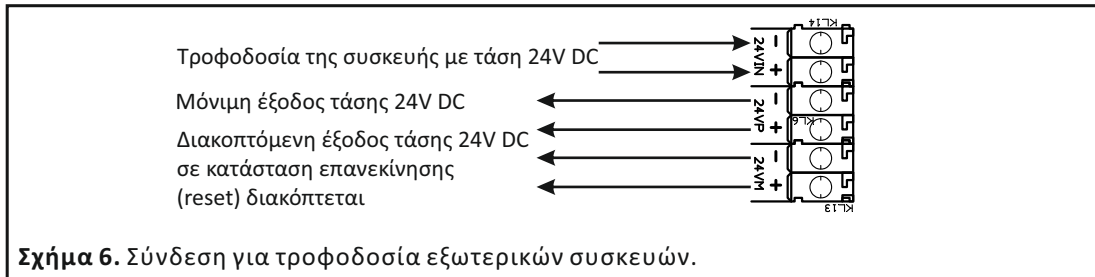 KL14
Τροφοδοσία της συσκευής με τάση 24V DC
- + 24VIN
Μόνιμη έξοδος τάσης 24V DC
- + 24VP
KL6
Διακοπτόμενη έξοδος τάσης 24V DC
σε κατάσταση επανεκίνησης
(reset) διακόπτεται
- + 24VM
KL13
Σχήμα 6. Σύνδεση για τροφοδοσία εξωτερικών συσκευών.